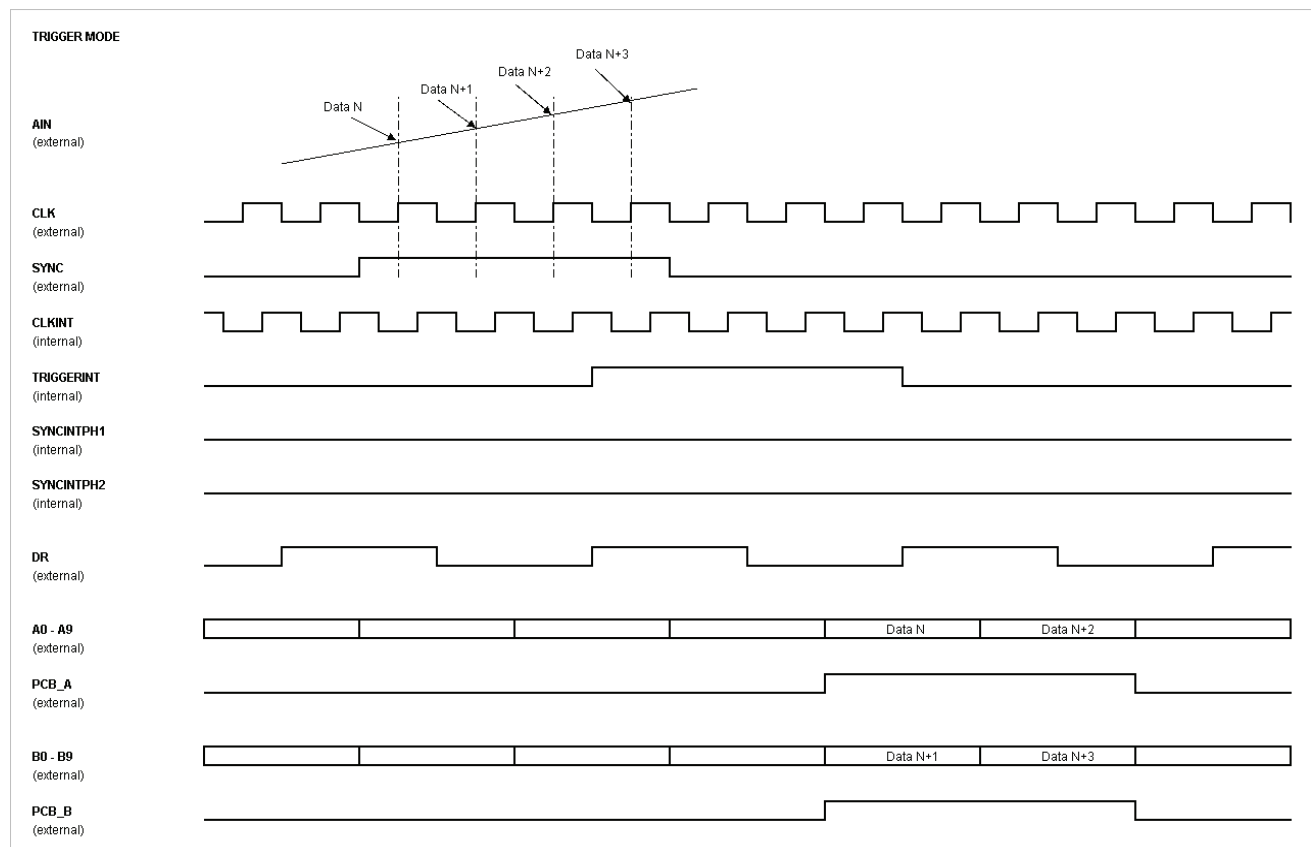 TRIGGER MODE
Data N+3
Data N+2
Data N+1
Data N
AIN
(external)
CLK
(external)
SYNC
(external)
CLKINT
(internal)
TRIGGERINT
(internal)
SYNCINTPH1
(internal)
SYNCINTPH2
(internal)
DR
(external)
A0 - A9 Data N Data N+2
(external)
PCB_A
(external)
B0 - B9 Data N+1 Data N+3
(external)
PCB_B
(external)